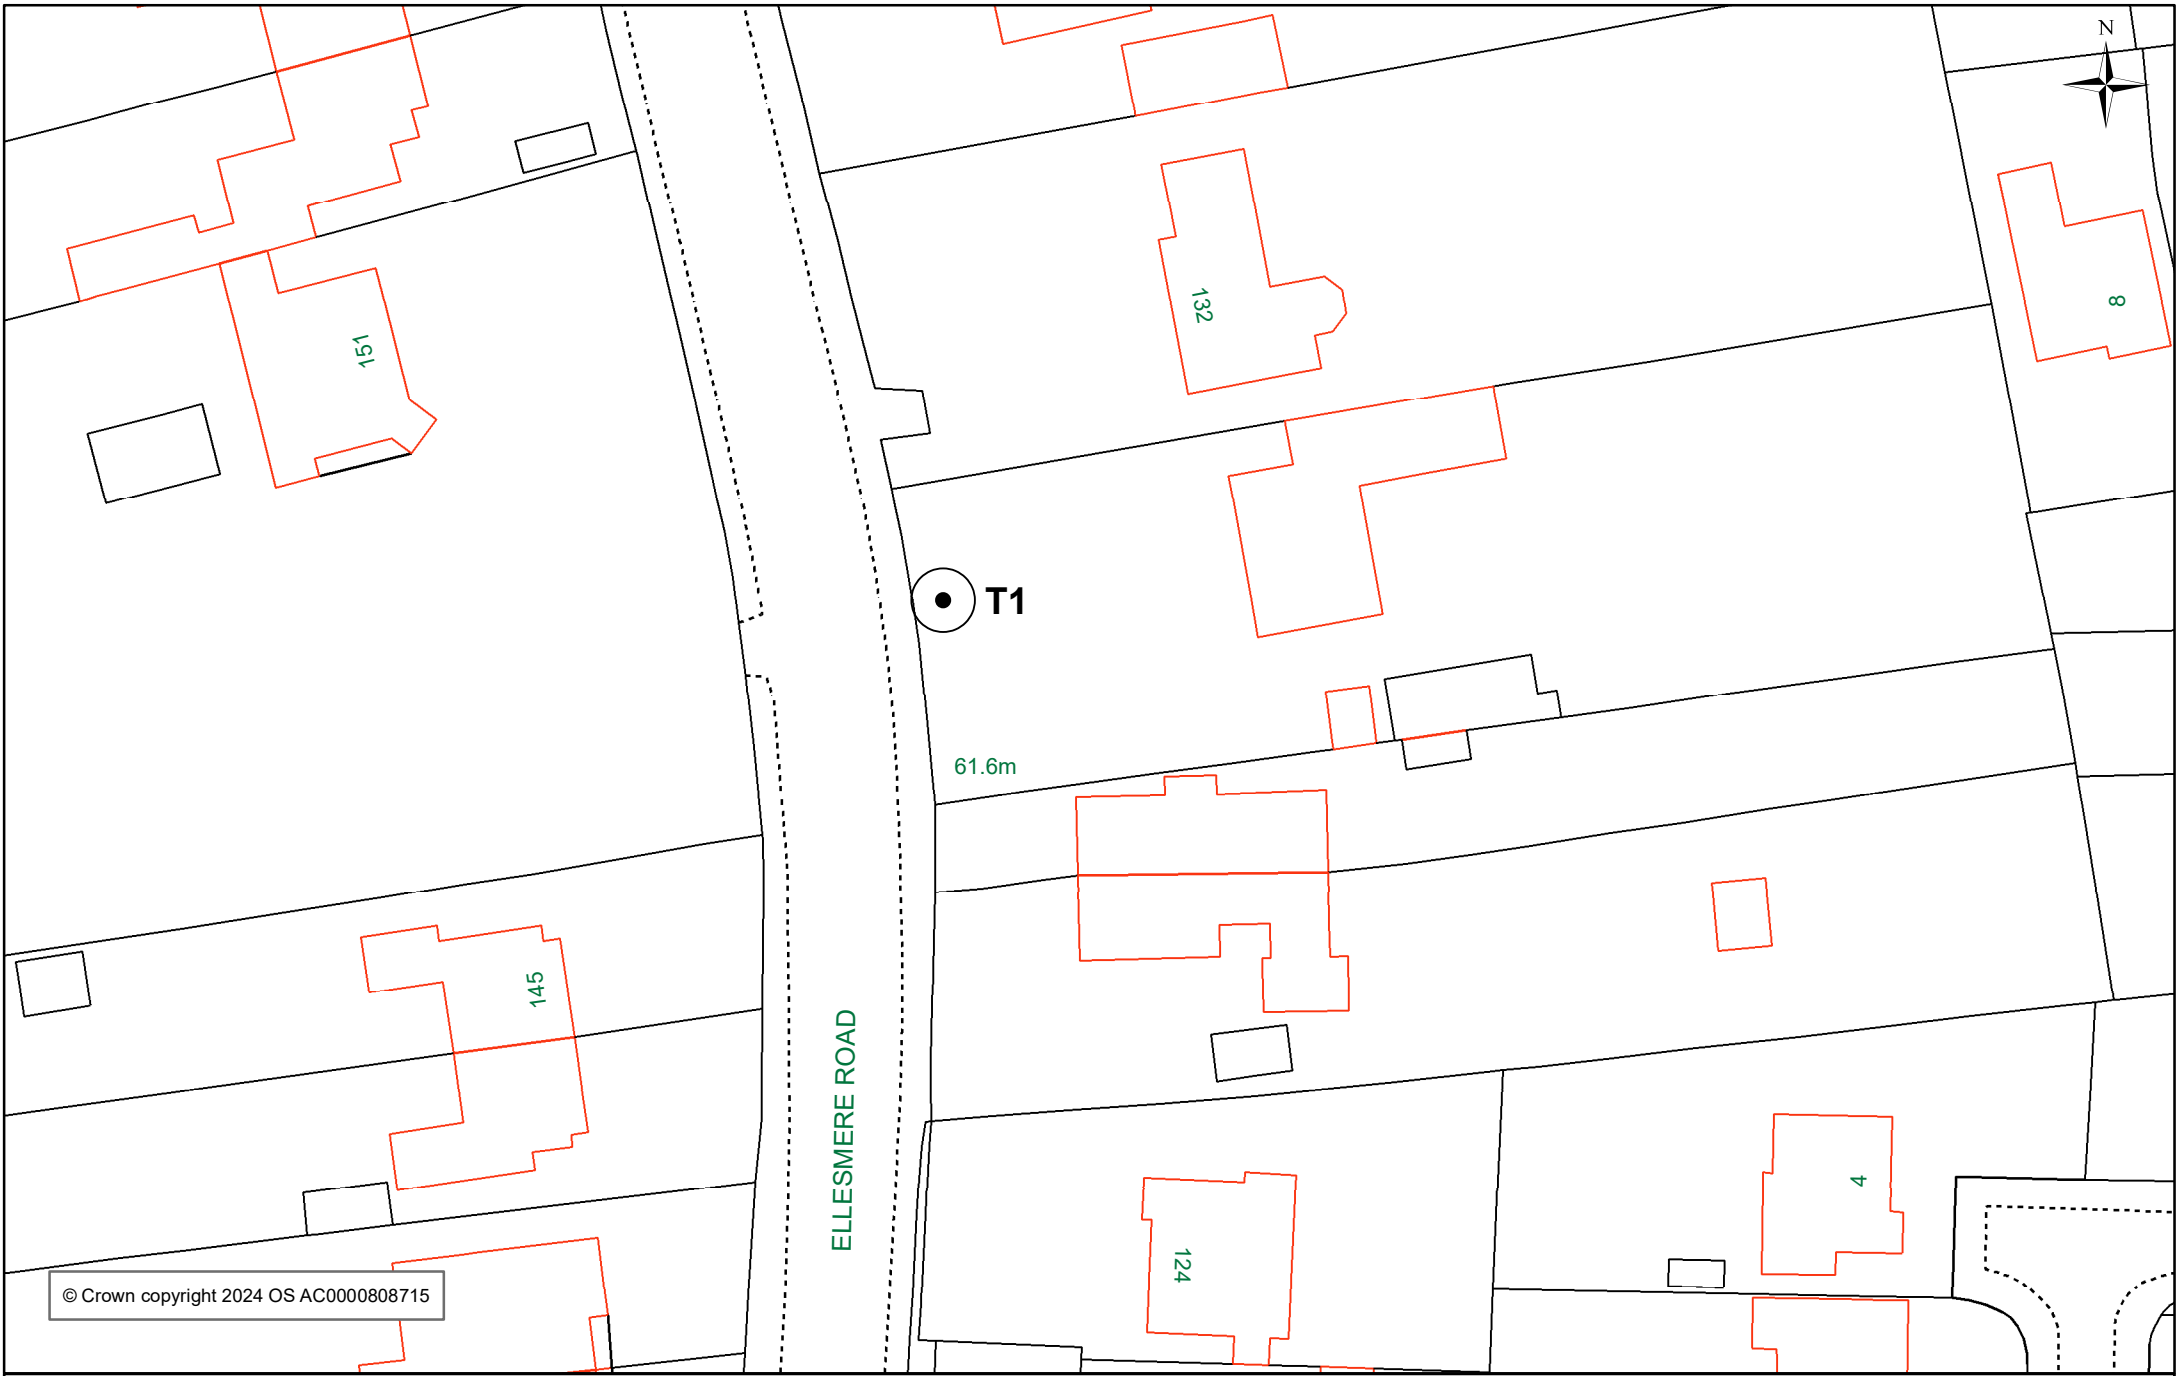 N
132
8
151
T1
61.6m
145
ELLESMERE ROAD
4
124
© Crown copyright 2024 OS AC0000808715